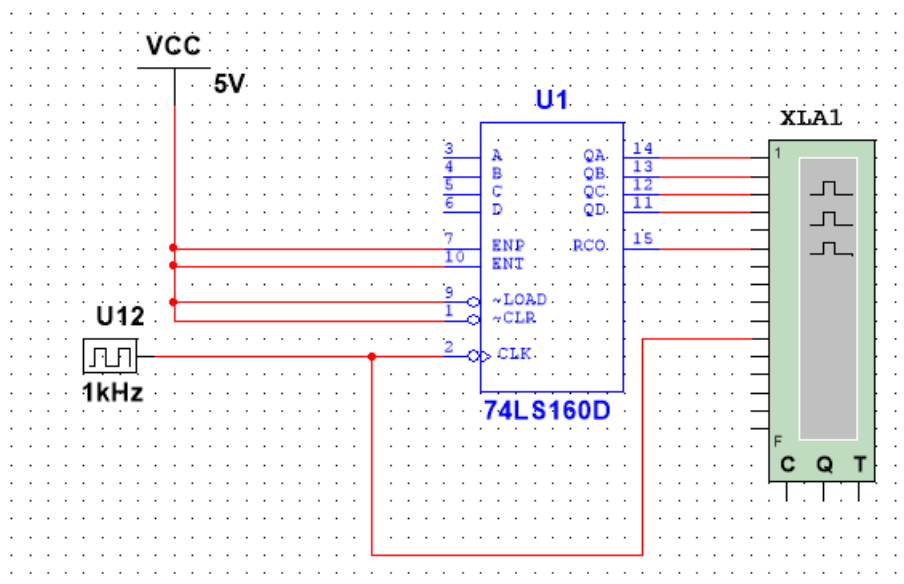 VCC
5V
U1
XLA1
3 A QA 14
4 B QB 13
5 C QC 12
6 D QD 11
7 ENP RCO 15
10 ENT
9 ~LOAD
1 ~CLR
2 CLK
74LS160D
U12
1kHz
1
F
C Q T